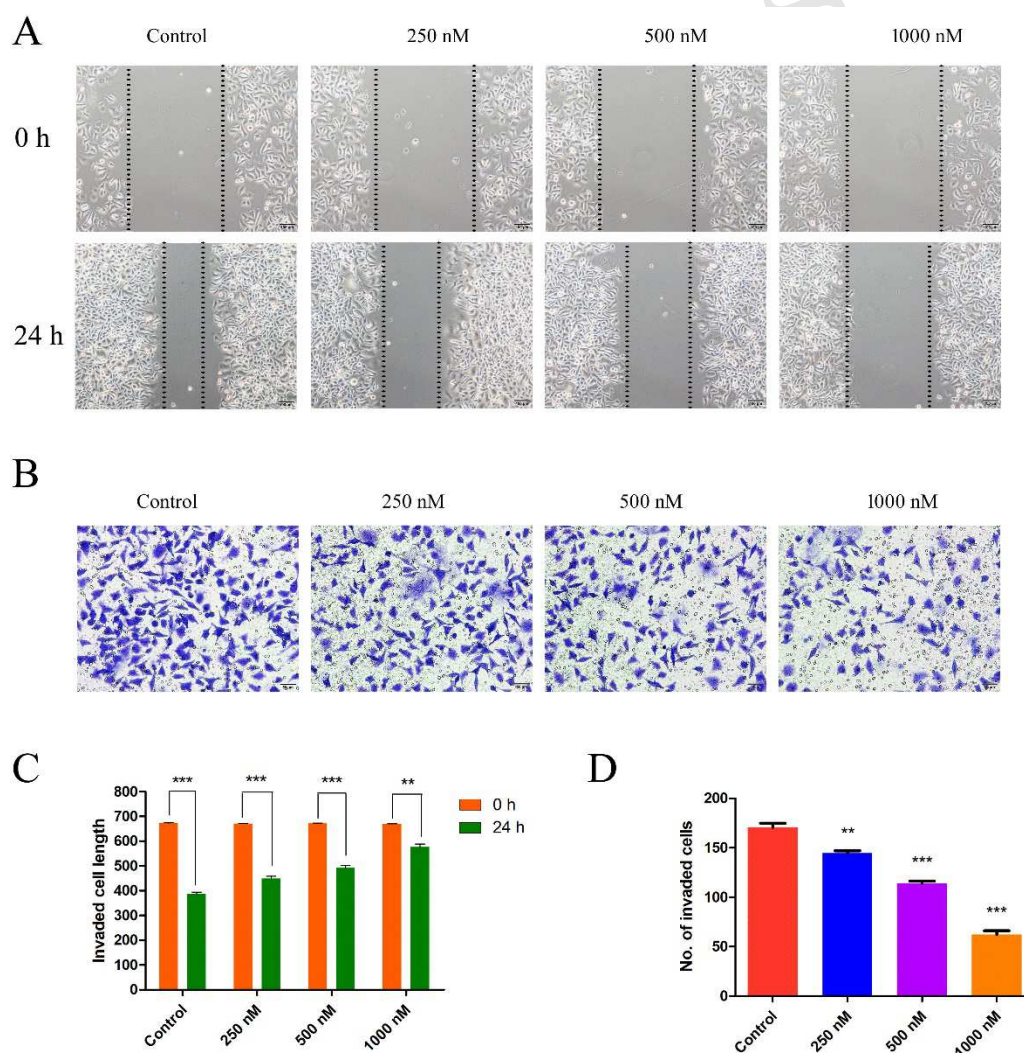 A
Control 250 nM 500 nM 1000 nM
0 h
24 h
B
Control 250 nM 500 nM 1000 nM
C
Invaded cell length
800
700
600
500
400
300
200
100
0
*** *** *** **
0 h
24 h
Control 250 nM 500 nM 1000 nM
D
No. of invaded cells
200
150
100
50
0
**
***
***
Control 250 nM 500 nM 1000 nM